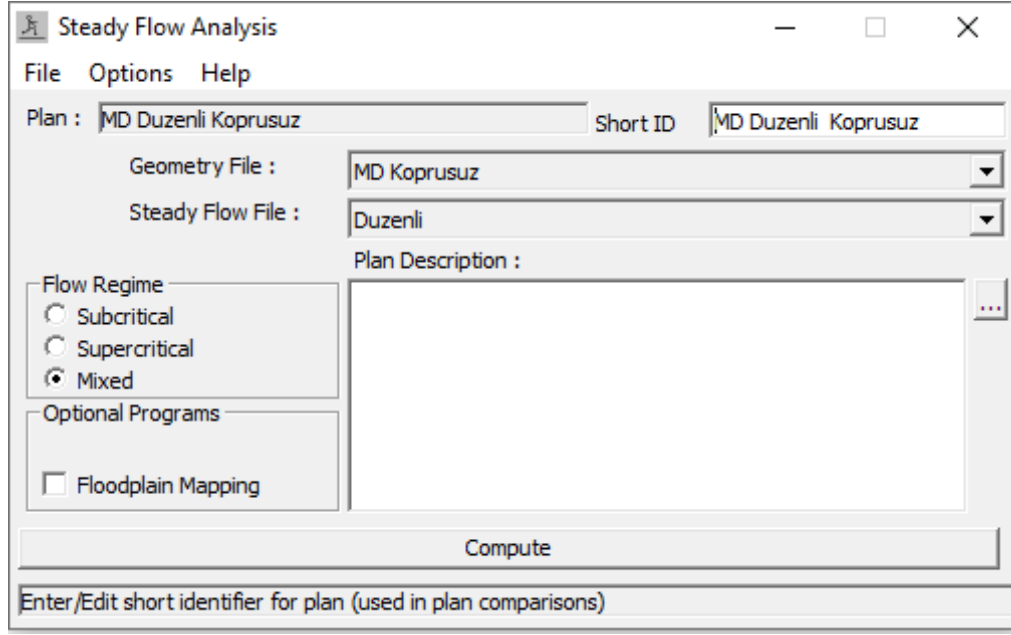 Steady Flow Analysis
File Options Help
Plan : MD Duzenli Koprusuz Short ID MD Duzenli  Koprusuz
Geometry File : MD Koprusuz
Steady Flow File : Duzenli
Plan Description :
Flow Regime
Subcritical
Supercritical
Mixed
...
Optional Programs
Floodplain Mapping
Compute
Enter/Edit short identifier for plan (used in plan comparisons)